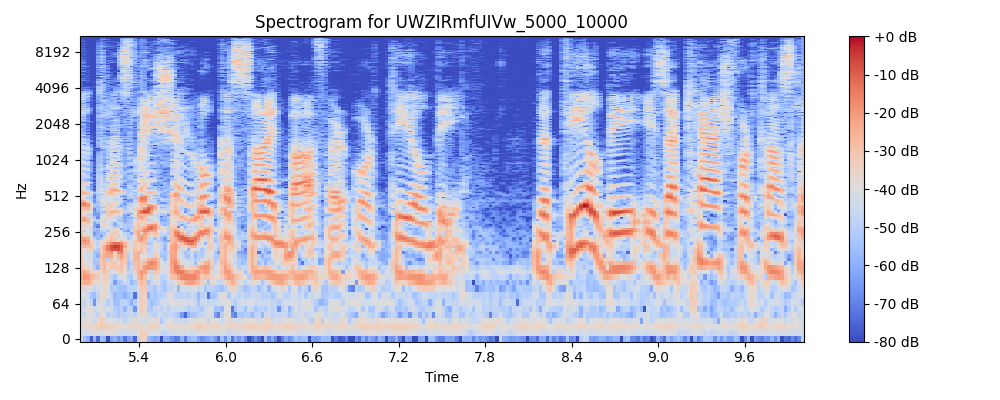 Spectrogram for UWZIRmfUIVw_5000_10000
Hz
8192
4096
2048
1024
512
256
128
64
0
5.4 6.0 6.6 7.2 7.8 8.4 9.0 9.6
Time
+0 dB
-10 dB
-20 dB
-30 dB
-40 dB
-50 dB
-60 dB
-70 dB
-80 dB